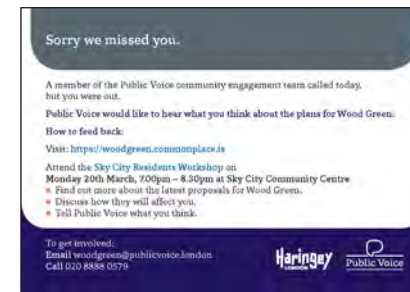 Sorry we missed you.
A member of the Public Voice community engagement team called today,
but you were out.
Public Voice would like to hear what you think about the plans for Wood Green.
How to feed back:
Visit: https://woodgreen.commonplace.is
Attend the Sky City Residents Workshop on
Monday 20th March, 7.00pm – 8.30pm at Sky City Community Centre
Find out more about the latest proposals for Wood Green.
Discuss how they will affect you.
Tell Public Voice what you think.
To get involved:
Email woodgreen@publicvoice.london
Call 020 8888 0579
Haringey
LONDON
Public Voice